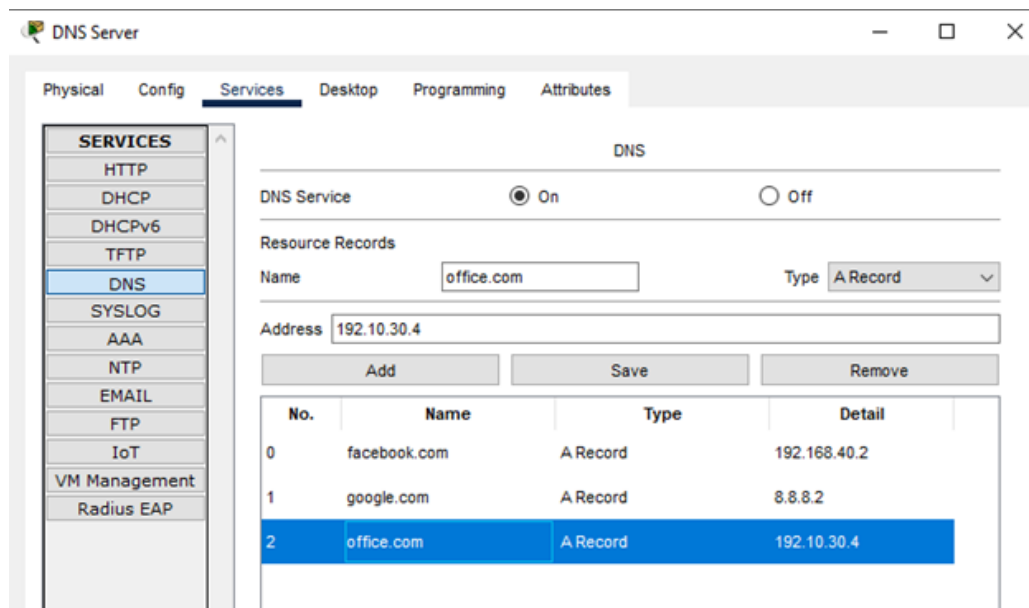 DNS Server
Physical Config Services Desktop Programming Attributes
SERVICES
HTTP
DHCP
DHCPv6
TFTP
DNS
SYSLOG
AAA
NTP
EMAIL
FTP
IoT
VM Management
Radius EAP
DNS
DNS Service On Off
Resource Records
Name office.com Type A Record
Address 192.10.30.4
Add Save Remove
No. Name Type Detail
0 facebook.com A Record 192.168.40.2
1 google.com A Record 8.8.8.2
2 office.com A Record 192.10.30.4